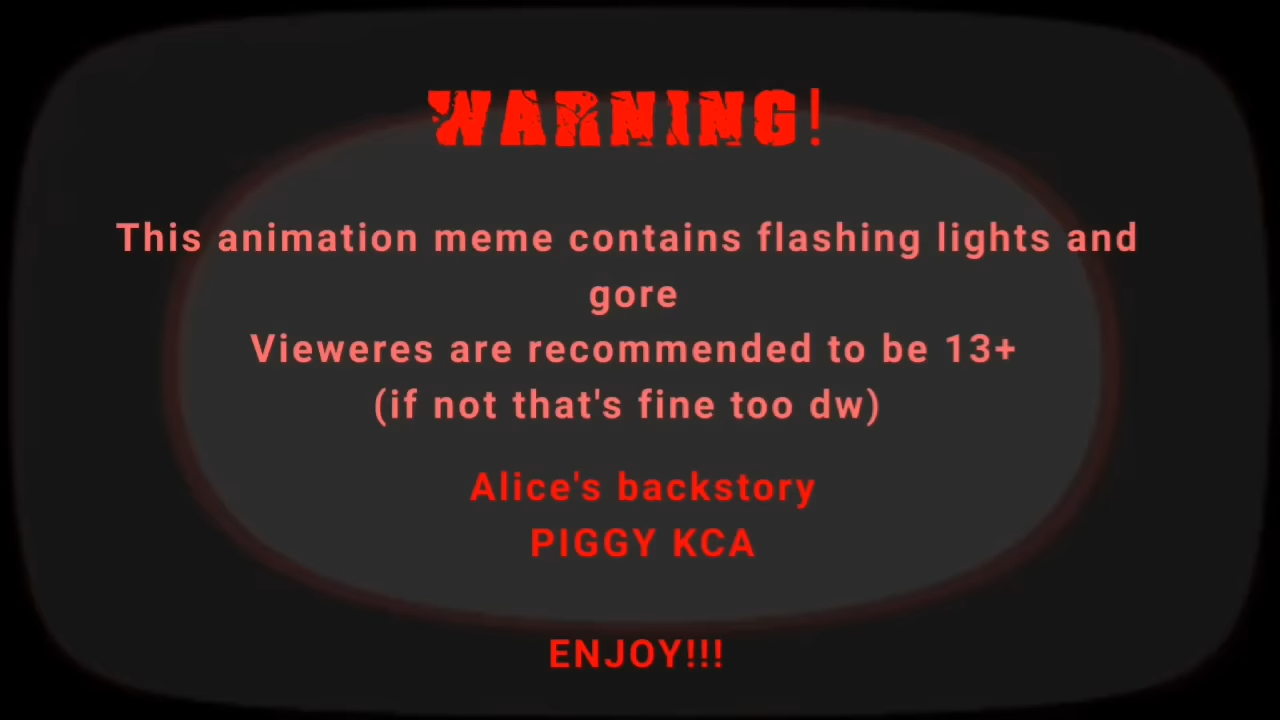 WARNING!
This animation meme contains flashing lights and
gore
Vieweres are recommended to be 13+
(if not that's fine too dw)
Alice's backstory
PIGGY KCA
ENJOY!!!